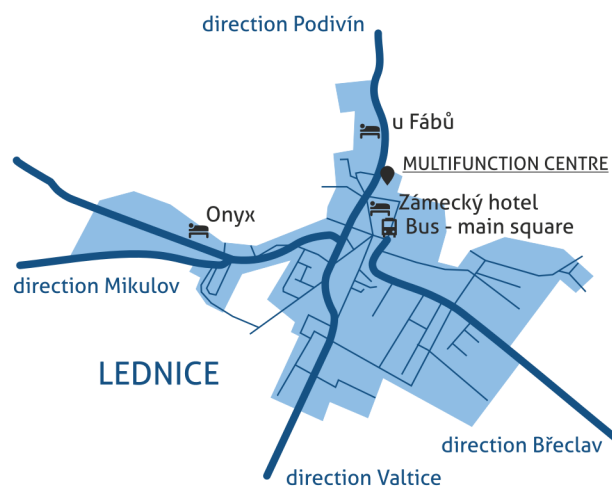 direction Podivín
u Fábů
MULTIFUNCTION CENTRE
Zámecký hotel
Onyx
Bus - main square
direction Mikulov
LEDNICE
direction Břeclav
direction Valtice